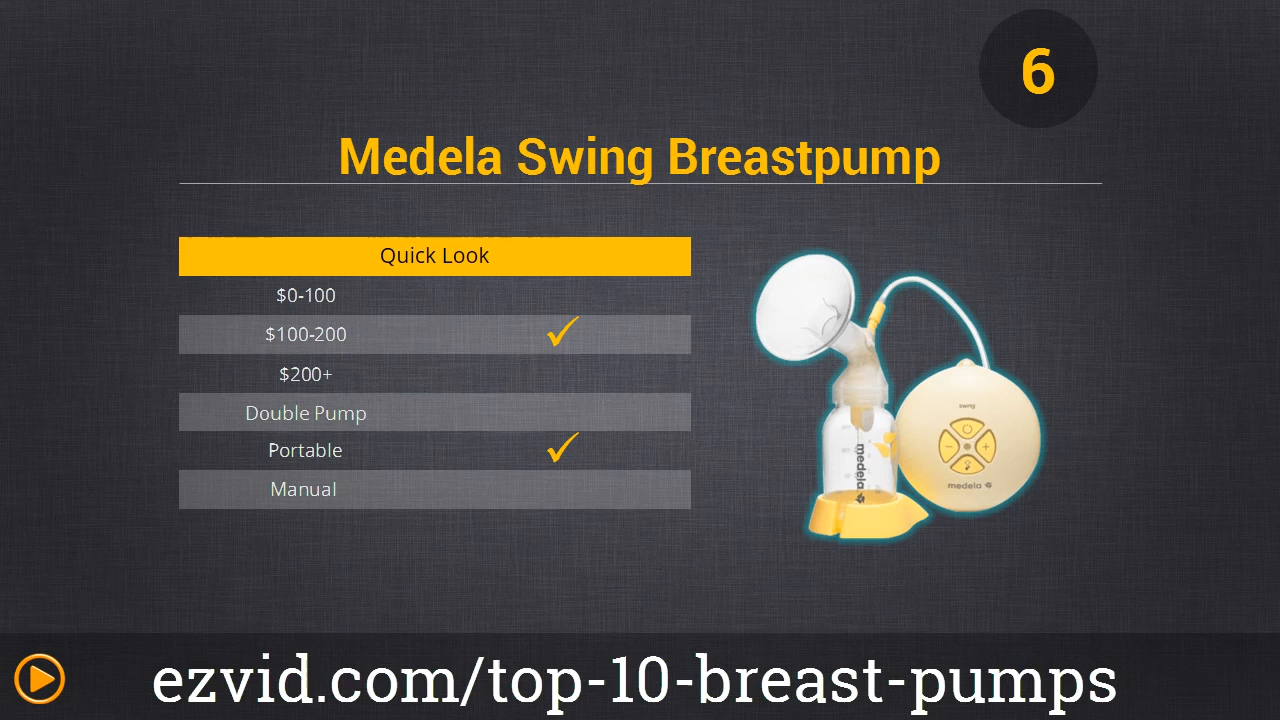 6
Medela Swing Breastpump
Quick Look
$0-100
$100-200
$200+
Double Pump
Portable
Manual
swing
medela
medela
ezvid.com/top-10-breast-pumps